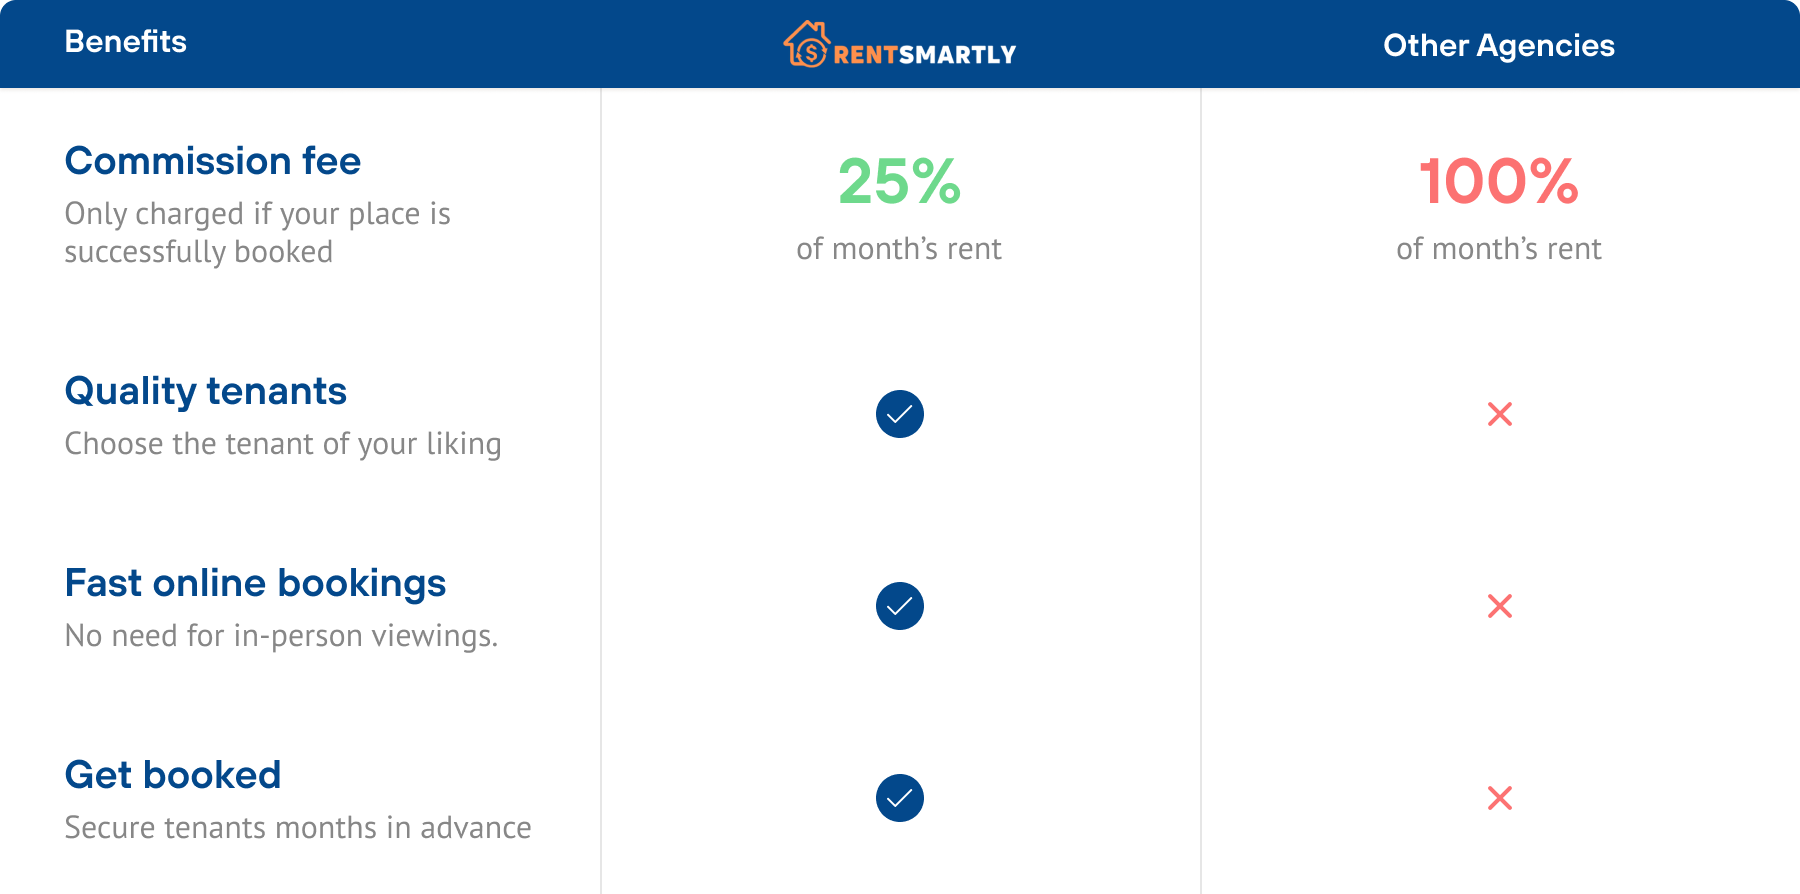 Benefits
RENTSMARTLY
Other Agencies
Commission fee
Only charged if your place is
successfully booked
25%
of month’s rent
100%
of month’s rent
Quality tenants
Choose the tenant of your liking
Fast online bookings
No need for in-person viewings.
Get booked
Secure tenants months in advance